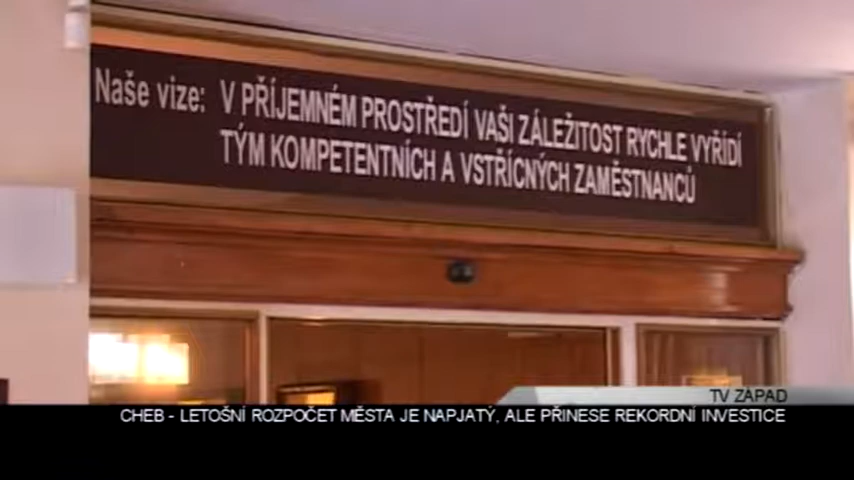 Naše vize: V PŘÍJEMNÉM PROSTŘEDÍ VAŠI ZÁLEŽITOST RYCHLE VYŘÍDÍ
TÝM KOMPETENTNÍCH A VSTŘÍCNÝCH ZAMĚSTNANCŮ
TV ZÁPAD
CHEB - LETOŠNÍ ROZPOČET MĚSTA JE NAPJATÝ, ALE PŘINESE REKORDNÍ INVESTICE